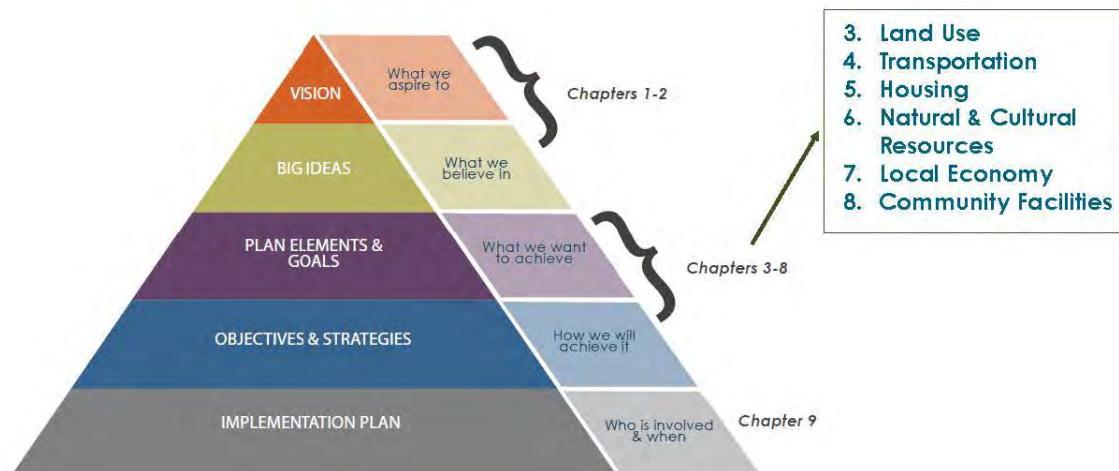 VISION
What we
aspire to
Chapters 1-2
BIG IDEAS
What we
believe in
PLAN ELEMENTS &
GOALS
What we want
to achieve
Chapters 3-8
OBJECTIVES & STRATEGIES
How we will
achieve it
IMPLEMENTATION PLAN
Who is involved
& when
Chapter 9
3. Land Use
4. Transportation
5. Housing
6. Natural & Cultural
Resources
7. Local Economy
8. Community Facilities